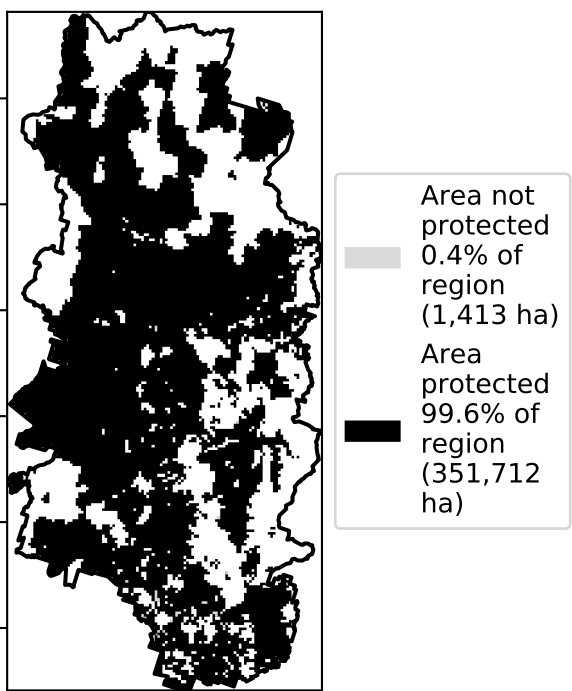 Area not
protected
0.4% of
region
(1,413 ha)
Area
protected
99.6% of
region
(351,712
ha)